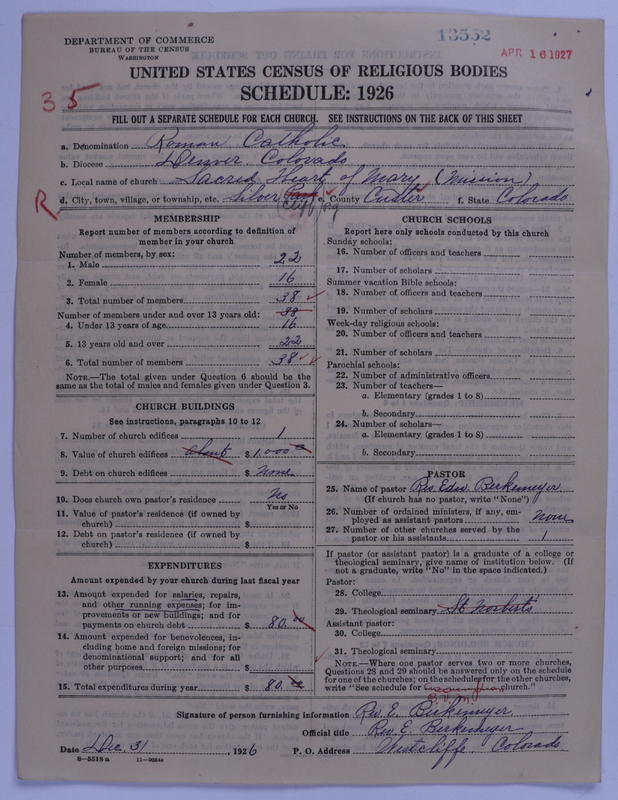 13552
APR 16 1927
DEPARTMENT OF COMMERCE
BUREAU OF THE CENSUS
WASHINGTON
UNITED STATES CENSUS OF RELIGIOUS BODIES
SCHEDULE: 1926
35
FILL OUT A SEPARATE SCHEDULE FOR EACH CHURCH. SEE INSTRUCTIONS ON THE BACK OF THIS SHEET
a. Denomination Roman Catholic
b. Diocese Denver Colorado
c. Local name of church Sacred Heart of Mary (Mission)
R
d. City, town, village, or township, etc. Silver Park e. County Custer f. State Colorado
MEMBERSHIP
Report number of members according to definition of member in your church
Number of members, by sex:
1. Male 22
2. Female 16
3. Total number of members 38
Number of members under and over 13 years old: 38
4. Under 13 years of age 16
5. 13 years old and over 22
6. Total number of members 38
NOTE.—The total given under Question 6 should be the
same as the total of males and females given under Question 3.
CHURCH BUILDINGS
See instructions, paragraphs 10 to 12
7. Number of church edifices 1
8. Value of church edifices about $ 1,000 00
9. Debt on church edifices $ None
10. Does church own pastor's residence No
Yes or No
11. Value of pastor's residence (if owned by
church) $
12. Debt on pastor's residence (if owned by
church) $
EXPENDITURES
Amount expended by your church during last fiscal year
13. Amount expended for salaries, repairs,
and other running expenses; for im-
provements or new buildings; and for
payments on church debt $ 80.00
14. Amount expended for benevolences, in-
cluding home and foreign missions; for
denominational support; and for all
other purposes $
15. Total expenditures during year $ 80.00
CHURCH SCHOOLS
Report here only schools conducted by this church
Sunday schools:
16. Number of officers and teachers
17. Number of scholars
Summer vacation Bible schools:
18. Number of officers and teachers
19. Number of scholars
Week-day religious schools:
20. Number of officers and teachers
21. Number of scholars
Parochial schools:
22. Number of administrative officers
23. Number of teachers—
a. Elementary (grades 1 to 8)
b. Secondary
24. Number of scholars—
a. Elementary (grades 1 to 8)
b. Secondary
PASTOR
25. Name of pastor Rev. Edw. Berkemeyer
(If church has no pastor, write "None")
26. Number of ordained ministers, if any, em-
ployed as assistant pastors None
27. Number of other churches served by the
pastor or his assistants 1
If pastor (or assistant pastor) is a graduate of a college or
theological seminary, give name of institution below. (If
not a graduate, write "No" in the space indicated.)
Pastor:
28. College
29. Theological seminary St. Norberts
Assistant pastor:
30. College
31. Theological seminary
NOTE.—Where one pastor serves two or more churches,
Questions 28 and 29 should be answered only on the schedule
for one of the churches; on the schedules for the other churches,
write "See schedule for church."
Signature of person furnishing information Rev. E. Berkemeyer
Official title Rev. E. Berkemeyer
Date Dec. 31, 1926 P. O. Address Westcliffe Colorado
8—5518a 11—9084a